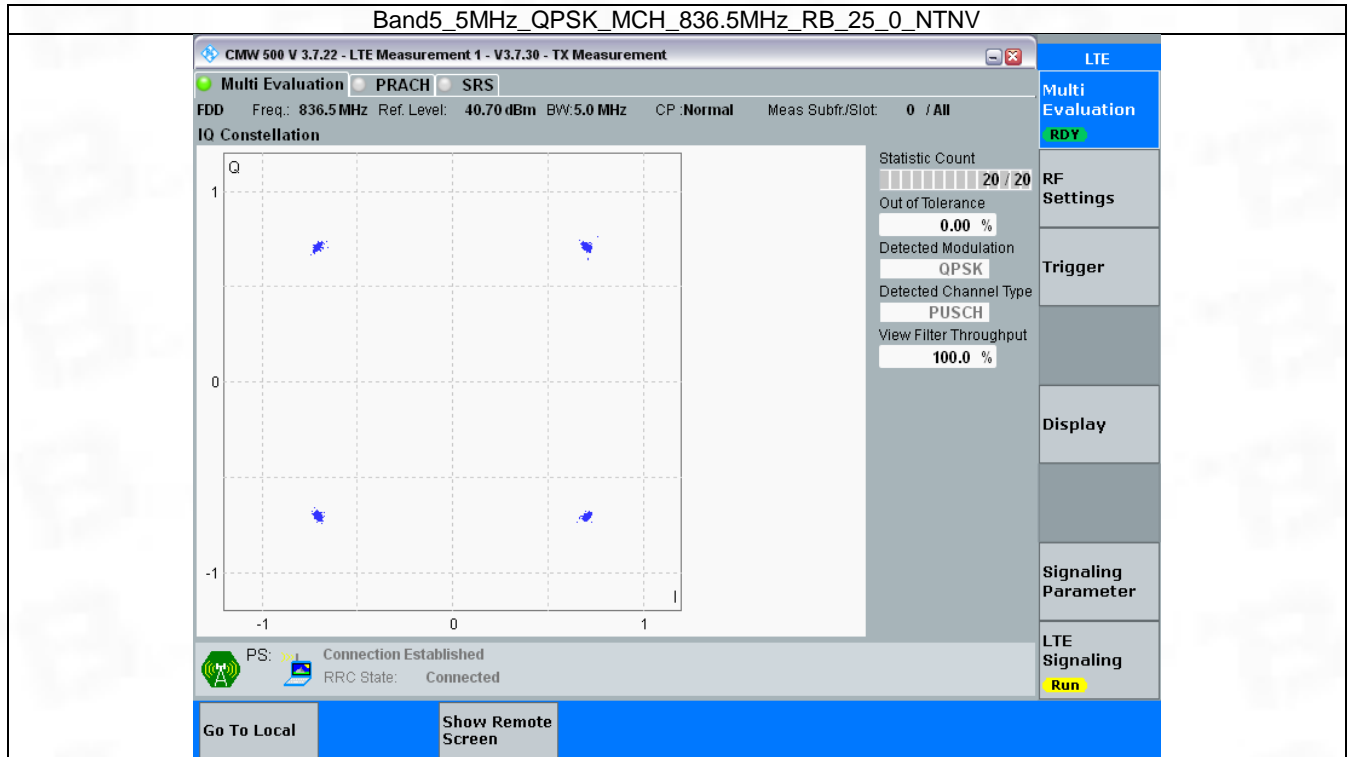 Band5_5MHz_QPSK_MCH_836.5MHz_RB_25_0_NTNV
CMW 500 V 3.7.22 - LTE Measurement 1 - V3.7.30 - TX Measurement
Multi Evaluation PRACH SRS
FDD Freq.: 836.5 MHz Ref. Level: 40.70 dBm BW: 5.0 MHz CP :Normal Meas Subfr./Slot: 0 / All
IQ Constellation
Q
1
0
-1
I
-1 0 1
Statistic Count
20 / 20
Out of Tolerance
0.00 %
Detected Modulation
QPSK
Detected Channel Type
PUSCH
View Filter Throughput
100.0 %
PS: Connection Established
RRC State: Connected
LTE
Multi
Evaluation
RDY
RF
Settings
Trigger
Display
Signaling
Parameter
LTE
Signaling
Run
Go To Local
Show Remote
Screen